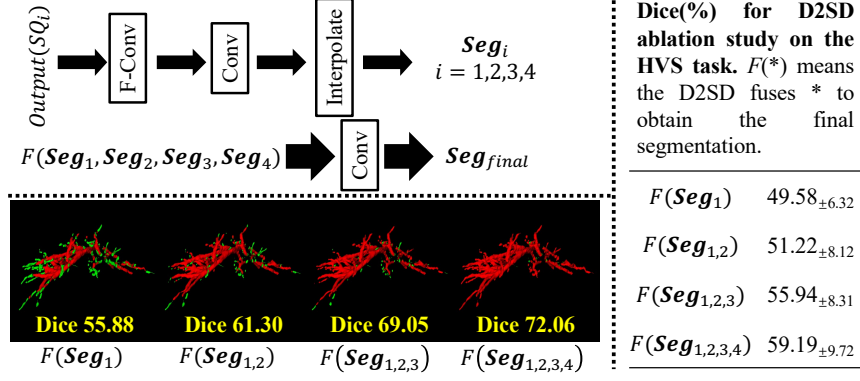 Output(SQ_i)
F-Conv
Conv
Interpolate
Seg_i
i = 1,2,3,4
F(Seg_1, Seg_2, Seg_3, Seg_4)
Conv
Seg_final
Dice 55.88 Dice 61.30 Dice 69.05 Dice 72.06
F(Seg_1) F(Seg_1,2) F(Seg_1,2,3) F(Seg_1,2,3,4)
Dice(%) for D2SD
ablation study on the
HVS task. F(*) means
the D2SD fuses * to
obtain the final
segmentation.
F(Seg_1) 49.58±6.32
F(Seg_1,2) 51.22±8.12
F(Seg_1,2,3) 55.94±8.31
F(Seg_1,2,3,4) 59.19±9.72